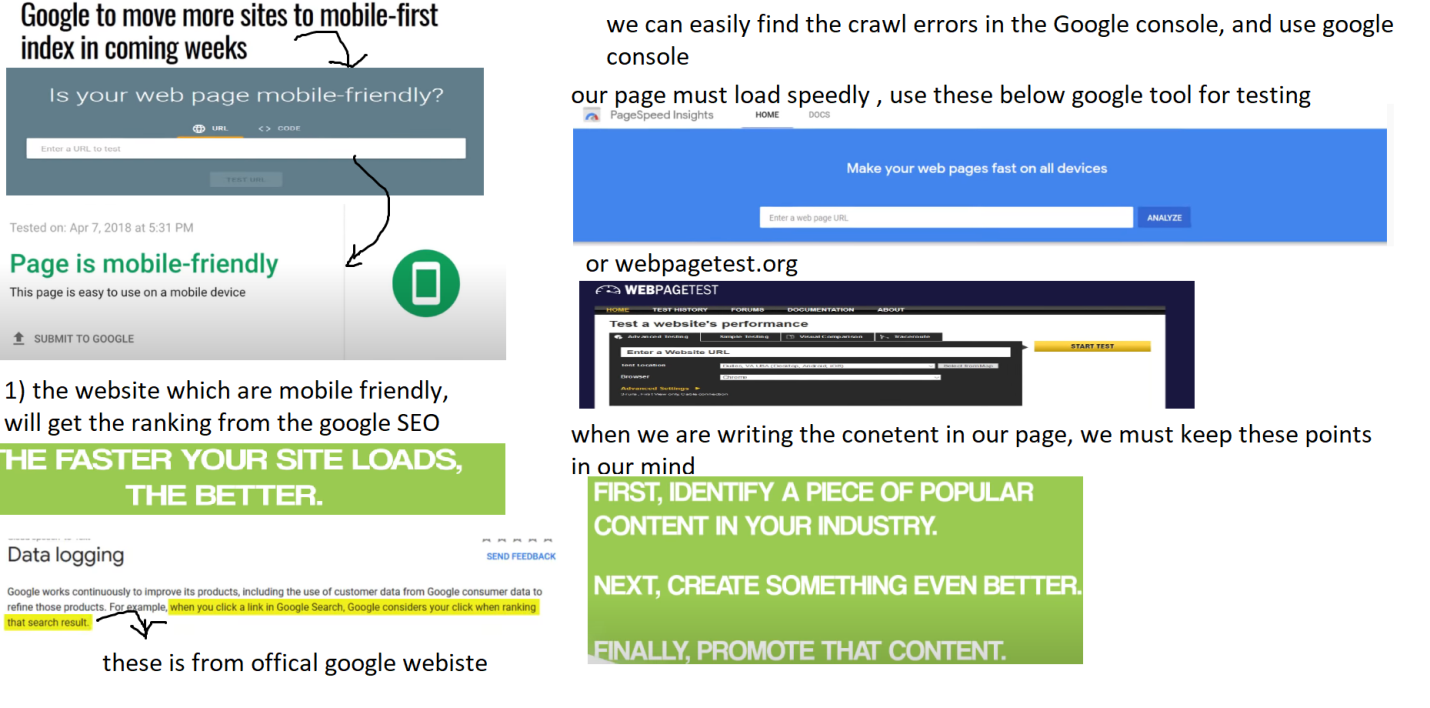 Google to move more sites to mobile-first
index in coming weeks
Is your web page mobile-friendly?
URL
<> CODE
Enter a URL to test
TEST URL
Tested on: Apr 7, 2018 at 5:31 PM
Page is mobile-friendly
This page is easy to use on a mobile device
SUBMIT TO GOOGLE
1) the website which are mobile friendly,
will get the ranking from the google SEO
THE FASTER YOUR SITE LOADS,
THE BETTER.
Data logging
SEND FEEDBACK
Google works continuously to improve its products, including the use of customer data from Google consumer data to
refine those products. For example, when you click a link in Google Search, Google considers your click when ranking
that search result.
these is from offical google webiste
we can easily find the crawl errors in the Google console, and use google
console
our page must load speedly , use these below google tool for testing
PageSpeed Insights
HOME
DOCS
Make your web pages fast on all devices
Enter a web page URL
ANALYZE
or webpagetest.org
WEBPAGETEST
HOME TEST HISTORY FORUMS DOCUMENTATION ABOUT
Test a website's performance
Advanced Testing Simple Testing Visual Comparison Traceroute
Enter a Website URL
START TEST
Test Location
Dulles, VA USA (Desktop, Android, iOS)
Select from Map
Browser
Chrome
Advanced Settings
when we are writing the conetent in our page, we must keep these points
in our mind
FIRST, IDENTIFY A PIECE OF POPULAR
CONTENT IN YOUR INDUSTRY.
NEXT, CREATE SOMETHING EVEN BETTER.
FINALLY, PROMOTE THAT CONTENT.